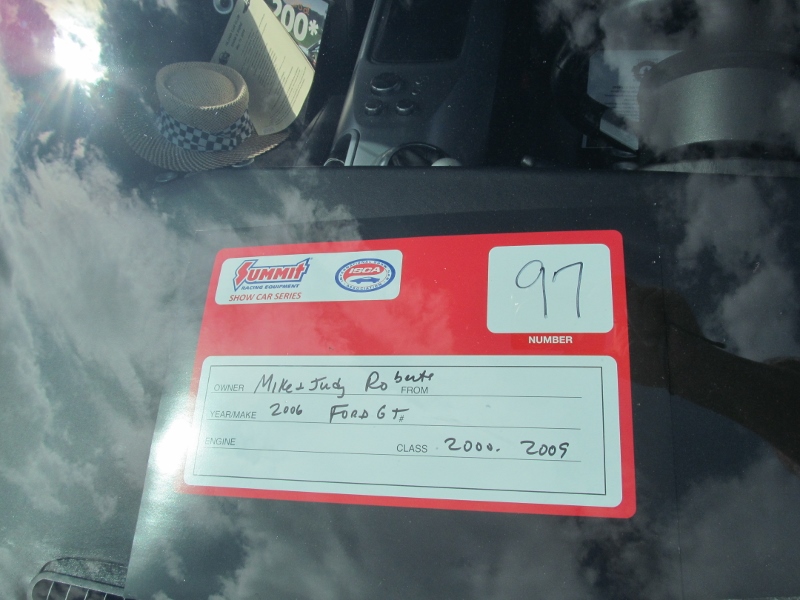 200*
SUMMIT
RACING EQUIPMENT
SHOW CAR SERIES
ISCA
97
NUMBER
OWNER Mike & Judy Roberts FROM
YEAR/MAKE 2006 FORD GT
ENGINE CLASS 2000. 2009